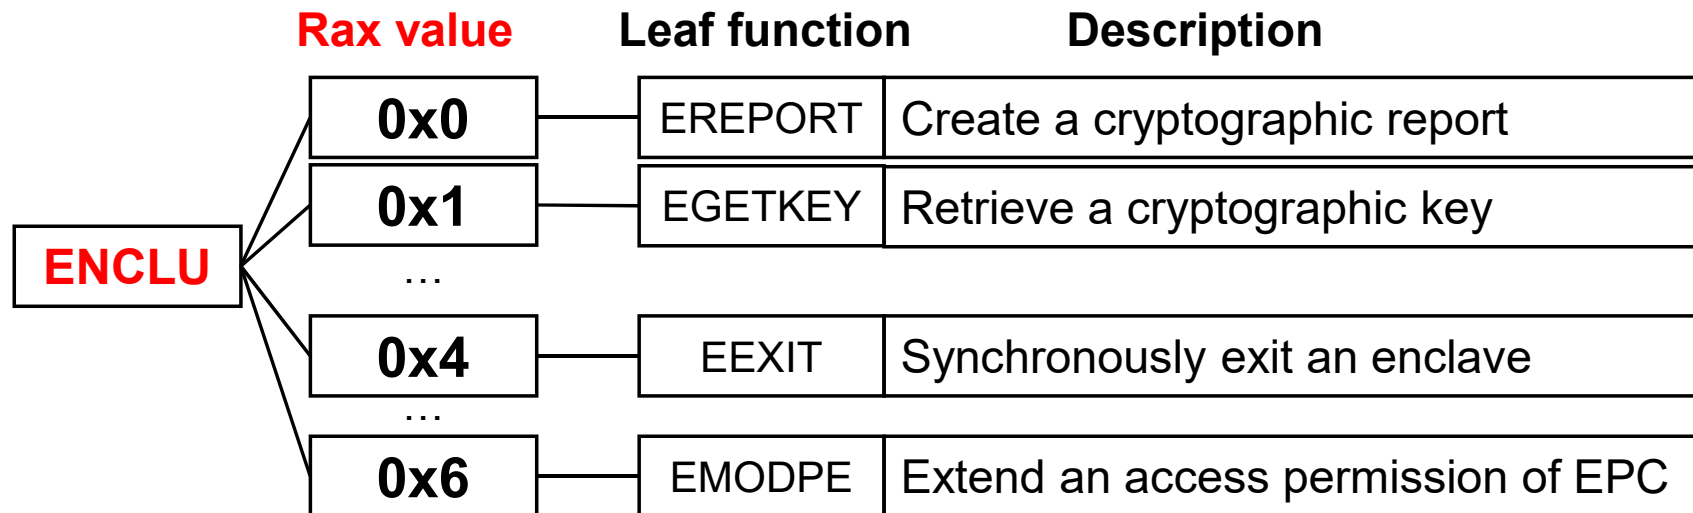 Rax value Leaf function Description
0x0 EREPORT Create a cryptographic report
0x1 EGETKEY Retrieve a cryptographic key
ENCLU
...
0x4 EEXIT Synchronously exit an enclave
...
0x6 EMODPE Extend an access permission of EPC